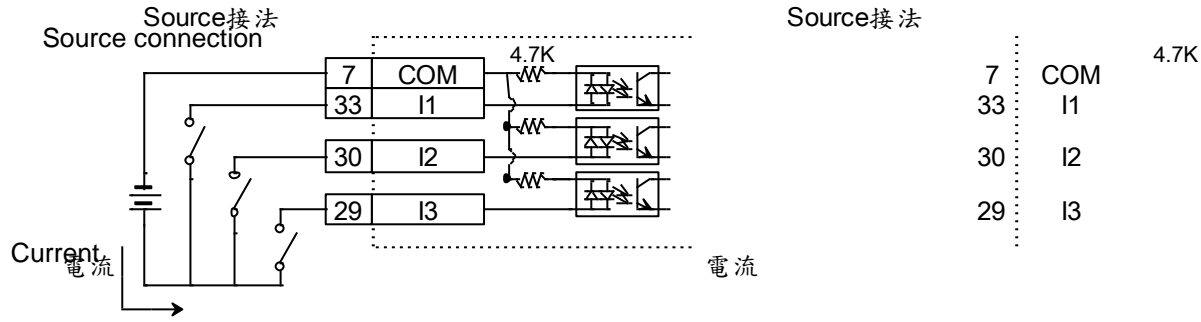 Source接法 Source接法
Source connection
4.7K 4.7K
7 COM 7 COM
33 I1 33 I1
30 I2 30 I2
29 I3 29 I3
Current
電流 電流